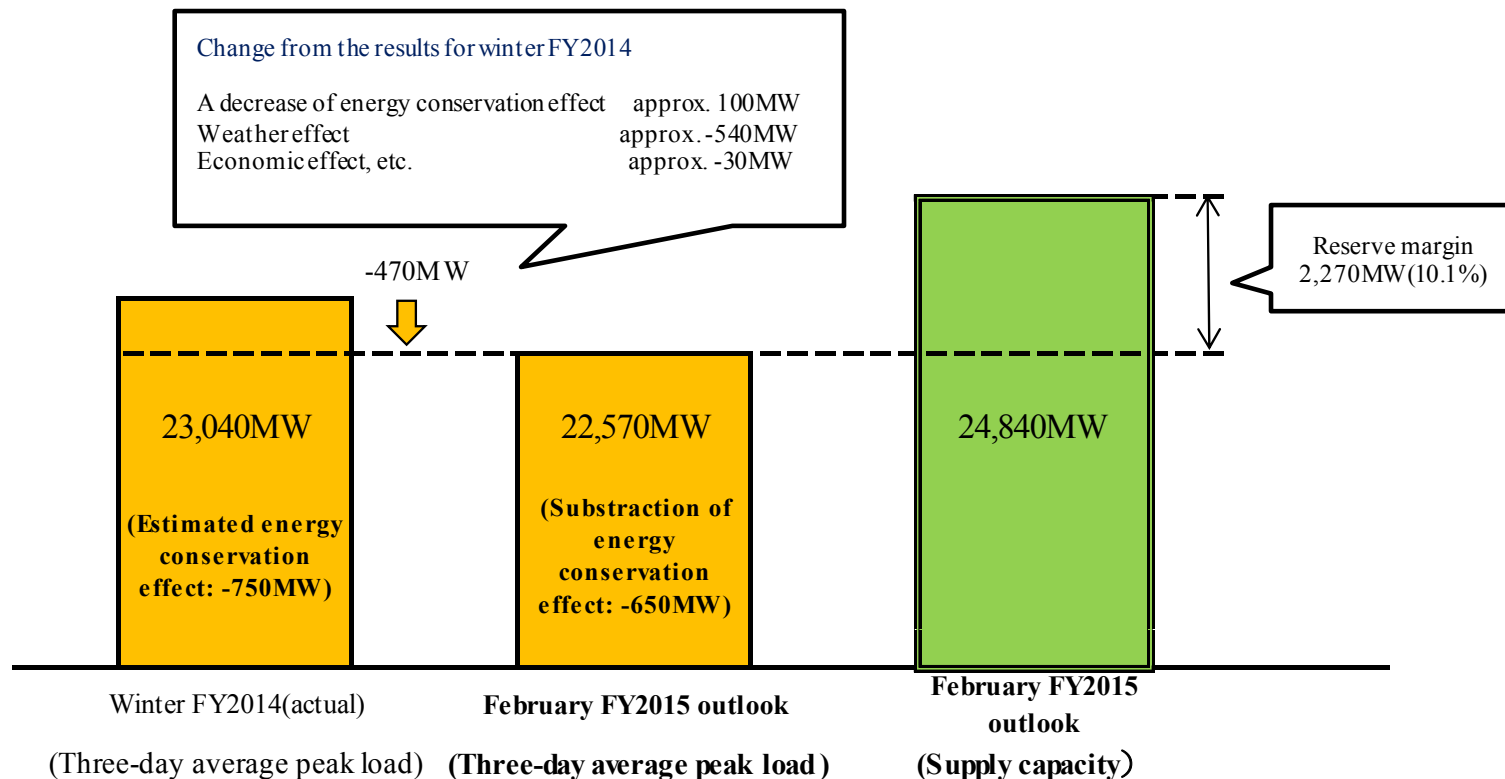 Change from the results for winter FY2014
A decrease of energy conservation effect approx. 100MW
Weather effect approx. -540MW
Economic effect, etc. approx. -30MW
-470MW
Reserve margin
2,270MW(10.1%)
23,040MW
(Estimated energy
conservation
effect: -750MW)
22,570MW
(Substraction of
energy
conservation
effect: -650MW)
24,840MW
Winter FY2014(actual)
(Three-day average peak load)
February FY2015 outlook
(Three-day average peak load)
February FY2015
outlook
(Supply capacity）